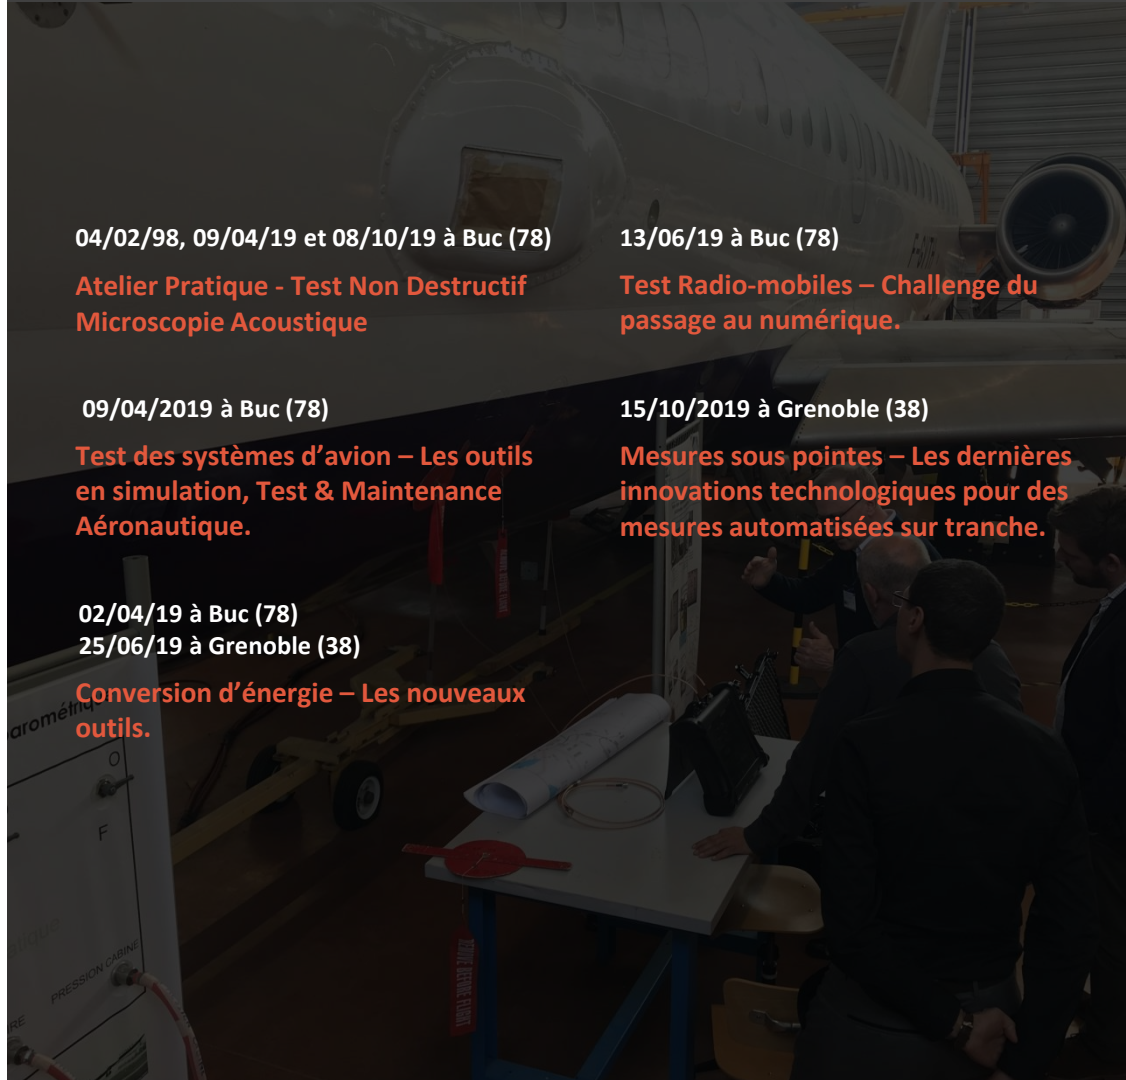 04/02/98, 09/04/19 et 08/10/19 à Buc (78)
Atelier Pratique - Test Non Destructif
Microscopie Acoustique
09/04/2019 à Buc (78)
Test des systèmes d’avion – Les outils
en simulation, Test & Maintenance
Aéronautique.
02/04/19 à Buc (78)
25/06/19 à Grenoble (38)
Conversion d’énergie – Les nouveaux
outils.
13/06/19 à Buc (78)
Test Radio-mobiles – Challenge du
passage au numérique.
15/10/2019 à Grenoble (38)
Mesures sous pointes – Les dernières
innovations technologiques pour des
mesures automatisées sur tranche.
O
F
PRESSION CABINE
REMOVE BEFORE FLIGHT